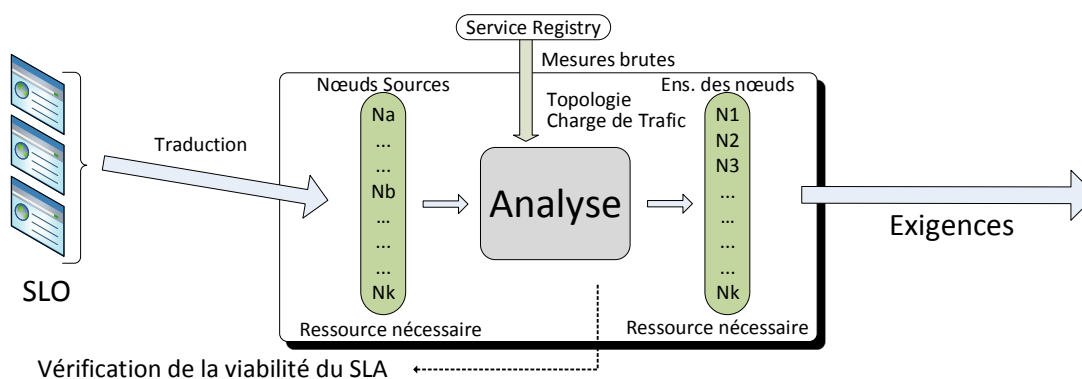 Service Registry
Mesures brutes
Nœuds Sources
Ens. des nœuds
Topologie
Charge de Trafic
Traduction
Na
...
...
Nb
...
...
...
Nk
Analyse
N1
N2
N3
...
...
...
...
Nk
Exigences
SLO
Ressource nécessaire
Ressource nécessaire
Vérification de la viabilité du SLA